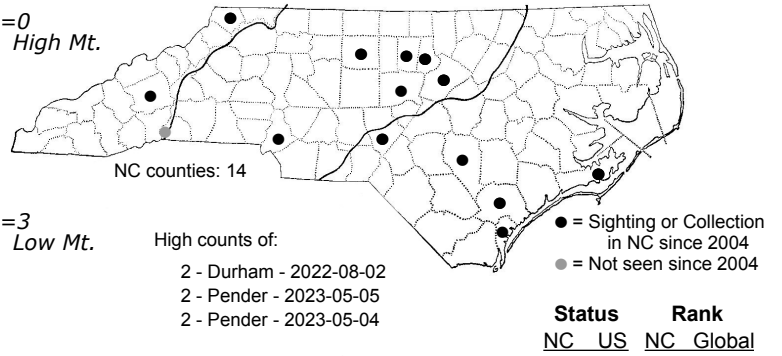 =0
High Mt.
NC counties: 14
=3
Low Mt.
High counts of:
2 - Durham - 2022-08-02
2 - Pender - 2023-05-05
2 - Pender - 2023-05-04
● = Sighting or Collection
in NC since 2004
● = Not seen since 2004
Status Rank
NC US NC Global